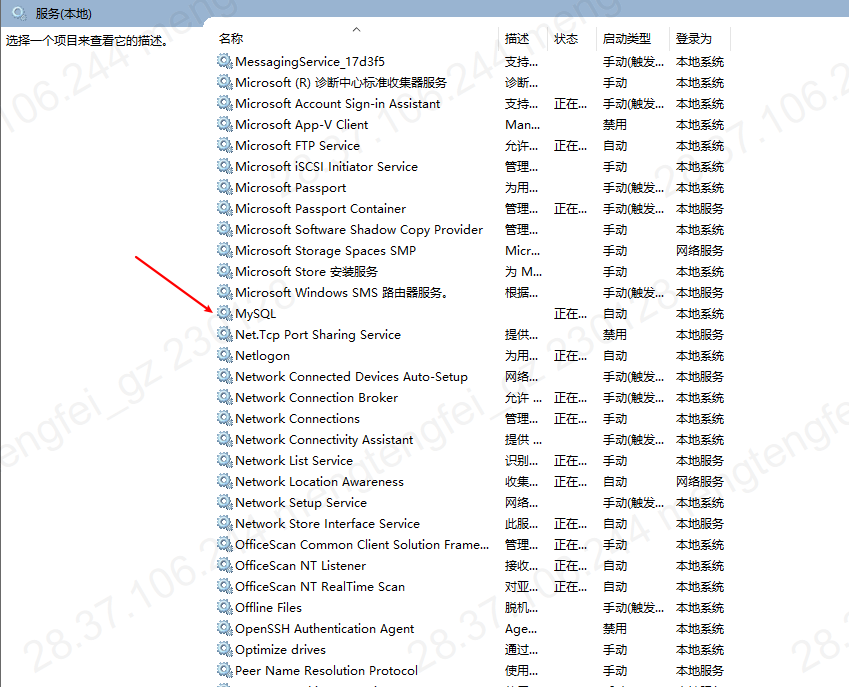 服务(本地)
选择一个项目来查看它的描述。
名称 描述 状态 启动类型 登录为
MessagingService_17d3f5 支持... 手动(触发... 本地系统
Microsoft (R) 诊断中心标准收集器服务 诊断... 手动 本地系统
Microsoft Account Sign-in Assistant 支持... 正在... 手动(触发... 本地系统
Microsoft App-V Client Man... 禁用 本地系统
Microsoft FTP Service 允许... 正在... 自动 本地系统
Microsoft iSCSI Initiator Service 管理... 手动 本地系统
Microsoft Passport 为用... 手动(触发... 本地系统
Microsoft Passport Container 管理... 正在... 手动(触发... 本地服务
Microsoft Software Shadow Copy Provider 管理... 手动 本地系统
Microsoft Storage Spaces SMP Micr... 手动 网络服务
Microsoft Store 安装服务 为 M... 手动 本地系统
Microsoft Windows SMS 路由器服务。 根据... 手动(触发... 本地系统
MySQL 正在... 自动 本地系统
Net.Tcp Port Sharing Service 提供... 禁用 本地服务
Netlogon 为用... 正在... 自动 本地系统
Network Connected Devices Auto-Setup 网络... 手动(触发... 本地服务
Network Connection Broker 允许 ... 正在... 手动(触发... 本地系统
Network Connections 管理... 正在... 手动 本地系统
Network Connectivity Assistant 提供 ... 手动(触发... 本地系统
Network List Service 识别... 正在... 手动 本地服务
Network Location Awareness 收集... 正在... 自动 网络服务
Network Setup Service 网络... 手动(触发... 本地系统
Network Store Interface Service 此服... 正在... 自动 本地服务
OfficeScan Common Client Solution Frame... 管理... 正在... 手动 本地系统
OfficeScan NT Listener 接收... 正在... 自动 本地系统
OfficeScan NT RealTime Scan 对亚... 正在... 自动 本地系统
Offline Files 脱机... 手动(触发... 本地系统
OpenSSH Authentication Agent Age... 禁用 本地系统
Optimize drives 通过... 手动 本地系统
Peer Name Resolution Protocol 使用... 手动 本地服务